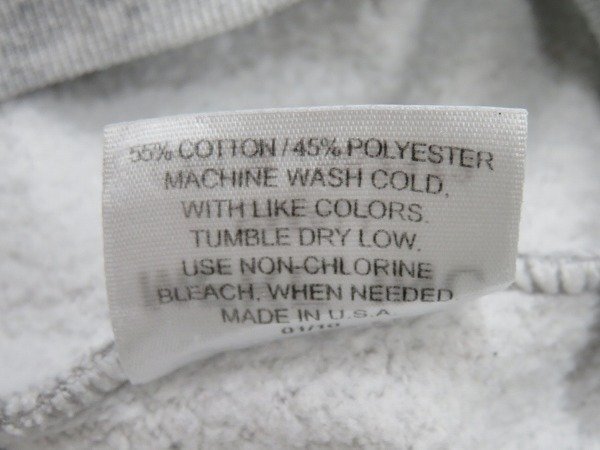 55% COTTON / 45% POLYESTER
MACHINE WASH COLD,
WITH LIKE COLORS.
TUMBLE DRY LOW.
USE NON-CHLORINE
BLEACH. WHEN NEEDED
MADE IN U.S.A.